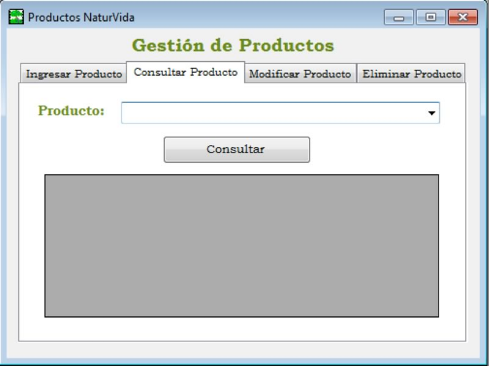 Productos NaturVida
Gestión de Productos
Ingresar Producto Consultar Producto Modificar Producto Eliminar Producto
Producto:
Consultar